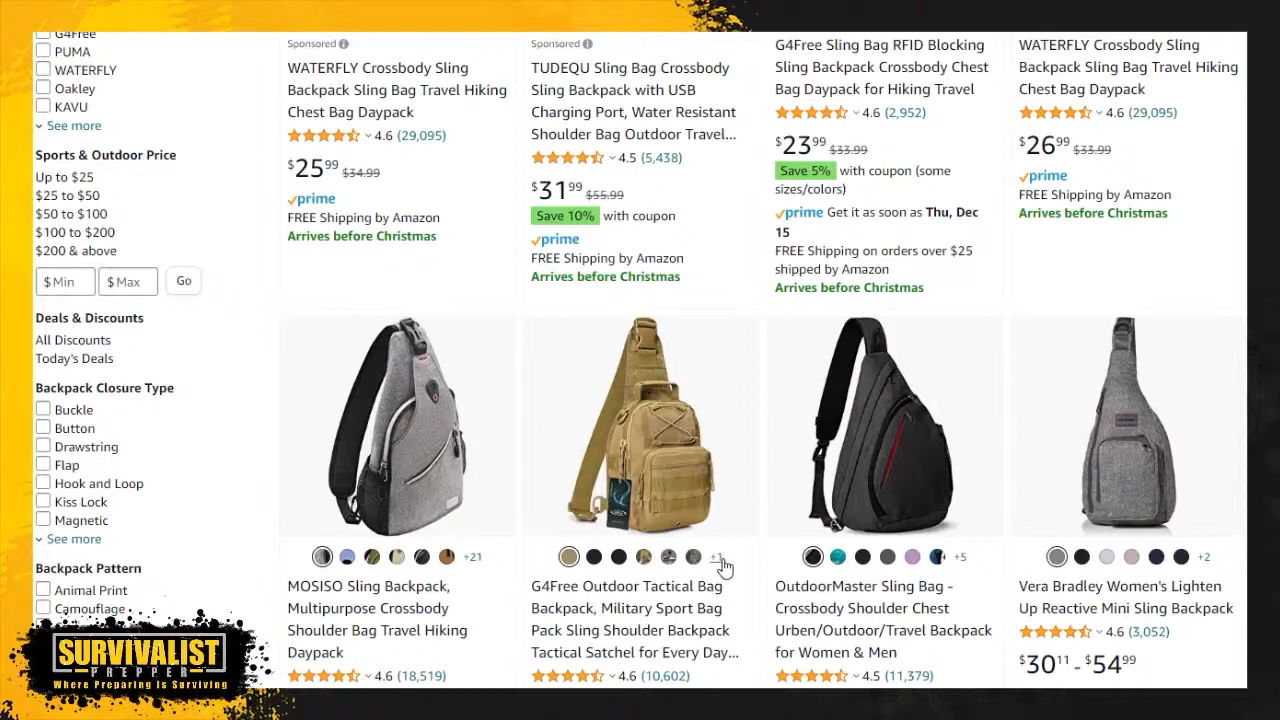 G4Free
PUMA
WATERFLY
Oakley
KAVU
See more
Sports & Outdoor Price
Up to $25
$25 to $50
$50 to $100
$100 to $200
$200 & above
$ Min $ Max Go
Deals & Discounts
All Discounts
Today's Deals
Backpack Closure Type
Buckle
Button
Drawstring
Flap
Hook and Loop
Kiss Lock
Magnetic
See more
Backpack Pattern
Animal Print
Camouflage
Sponsored
WATERFLY Crossbody Sling
Backpack Sling Bag Travel Hiking
Chest Bag Daypack
4.6 (29,095)
$25.99 $34.99
prime
FREE Shipping by Amazon
Arrives before Christmas
Sponsored
TUDEQU Sling Bag Crossbody
Sling Backpack with USB
Charging Port, Water Resistant
Shoulder Bag Outdoor Travel...
4.5 (5,438)
$31.99 $55.99
Save 10% with coupon
prime
FREE Shipping by Amazon
Arrives before Christmas
G4Free Sling Bag RFID Blocking
Sling Backpack Crossbody Chest
Bag Daypack for Hiking Travel
4.6 (2,952)
$23.99 $33.99
Save 5% with coupon (some
sizes/colors)
prime Get it as soon as Thu, Dec
15
FREE Shipping on orders over $25
shipped by Amazon
Arrives before Christmas
WATERFLY Crossbody Sling
Backpack Sling Bag Travel Hiking
Chest Bag Daypack
4.6 (29,095)
$26.99 $33.99
prime
FREE Shipping by Amazon
Arrives before Christmas
+21
MOSISO Sling Backpack,
Multipurpose Crossbody
Shoulder Bag Travel Hiking
Daypack
4.6 (18,519)
+1
G4Free Outdoor Tactical Bag
Backpack, Military Sport Bag
Pack Sling Shoulder Backpack
Tactical Satchel for Every Day...
4.6 (10,602)
+5
OutdoorMaster Sling Bag -
Crossbody Shoulder Chest
Urben/Outdoor/Travel Backpack
for Women & Men
4.5 (11,379)
+2
Vera Bradley Women's Lighten
Up Reactive Mini Sling Backpack
4.6 (3,052)
$30.11 - $54.99
SURVIVALIST
PREPPER
Where Preparing Is Surviving